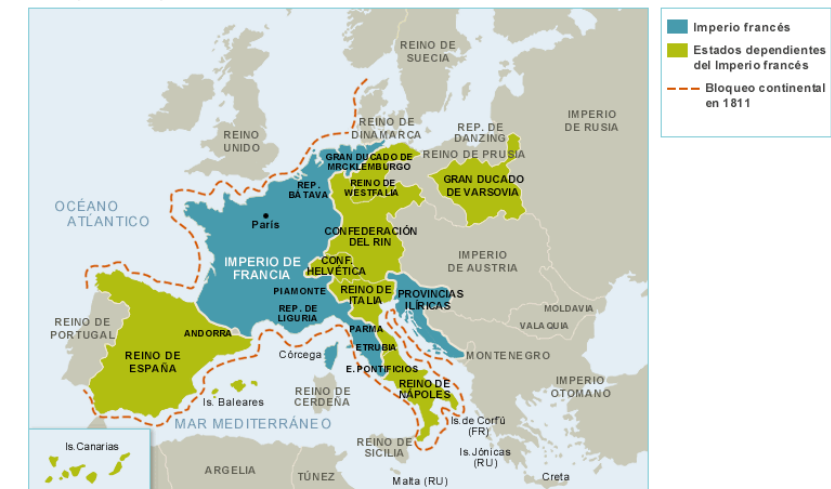 REINO DE
SUECIA
IMPERIO
DE RUSIA
REINO DE
DINAMARCA
REP. DE
DANZING
REINO
UNIDO
GRAN DUCADO DE
MRCKLEMBURGO
REINO DE PRUSIA
REP.
BÁTAVA
REINO DE
WESTFALIA
GRAN DUCADO
DE VARSOVIA
OCÉANO
ATLÁNTICO
París
CONFEDERACIÓN
DEL RIN
IMPERIO DE
FRANCIA
CONF.
HELVÉTICA
IMPERIO
DE AUSTRIA
PIAMONTE
REINO DE
ITALIA
PROVINCIAS
ILÍRICAS
REP. DE
LIGURIA
MOLDAVIA
VALAQUIA
REINO DE
PORTUGAL
ANDORRA
PARMA
ETRUBIA
REINO DE
ESPAÑA
Córcega
E. PONTIFICIOS
MONTENEGRO
Is. Baleares
REINO DE
CERDEÑA
REINO DE
NÁPOLES
IMPERIO
OTOMANO
MAR MEDITERRÁNEO
Is.de Corfú
(FR)
Is.Canarias
REINO DE
SICILIA
Is.Jónicas
(RU)
ARGELIA
TÚNEZ
Malta (RU)
Creta
Imperio francés
Estados dependientes
del Imperio francés
Bloqueo continental
en 1811